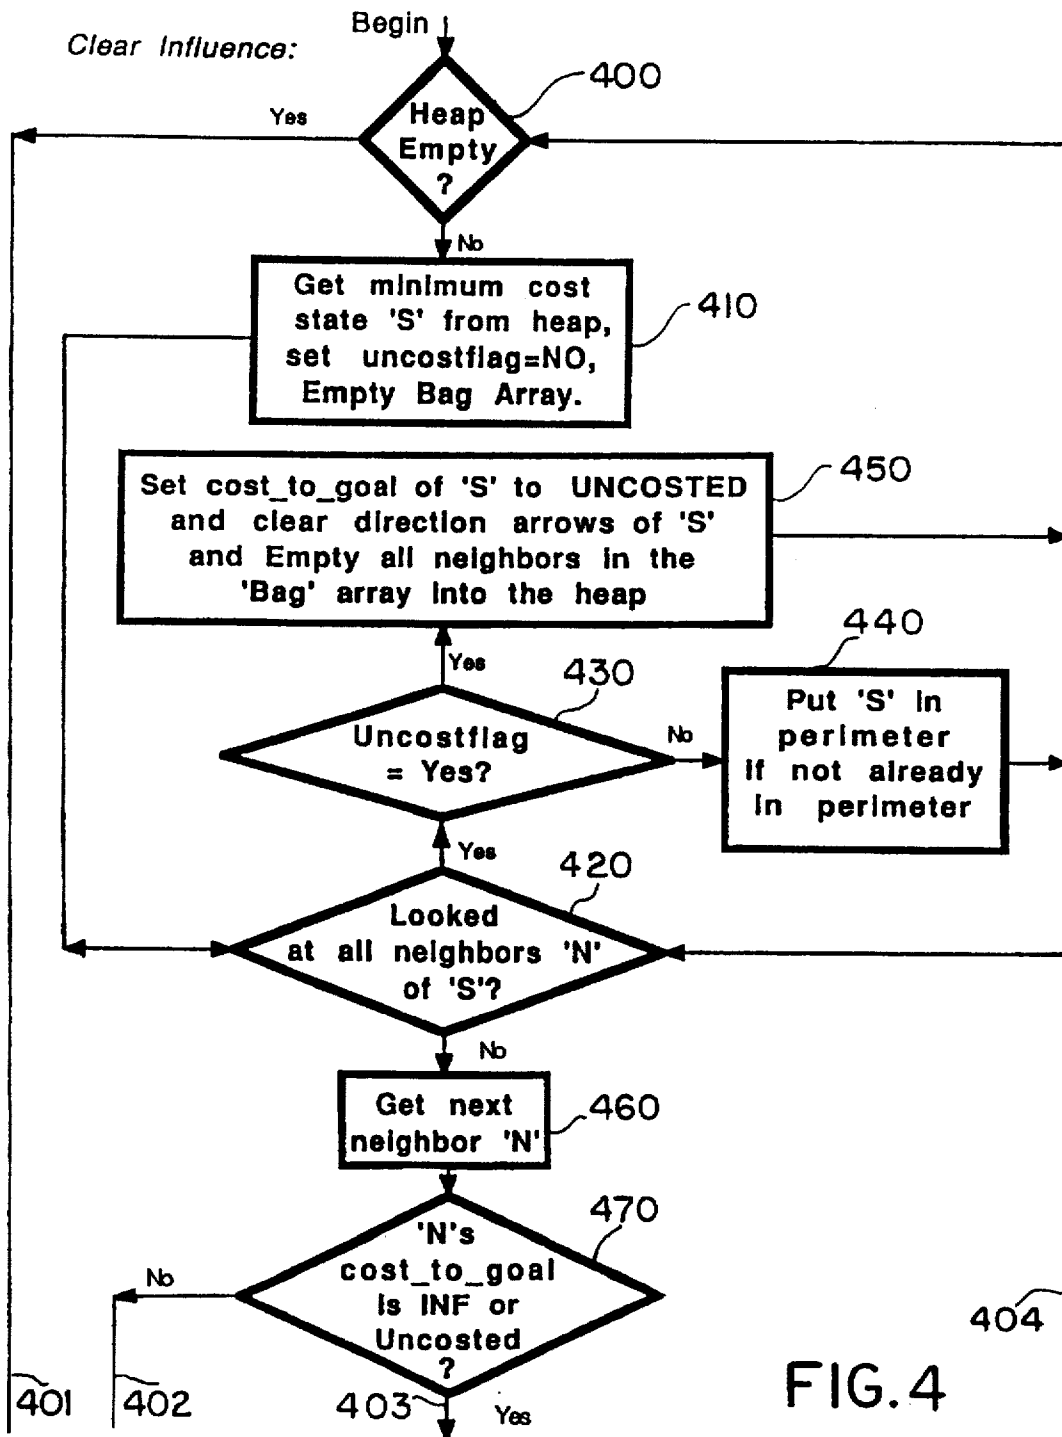 Begin
Clear Influence:
400
Yes
Heap
Empty
?
No
Get minimum cost
state 'S' from heap,
set uncostflag=NO,
Empty Bag Array.
410
450
Set cost_to_goal of 'S' to UNCOSTED
and clear direction arrows of 'S'
and Empty all neighbors in the
'Bag' array into the heap
440
Yes
430
Uncostflag
= Yes?
No
Put 'S' in
perimeter
if not already
in perimeter
Yes
420
Looked
at all neighbors 'N'
of 'S'?
No
Get next
neighbor 'N'
460
470
'N's
cost_to_goal
is INF or
Uncosted
?
No
404
401
402
403
Yes
FIG. 4